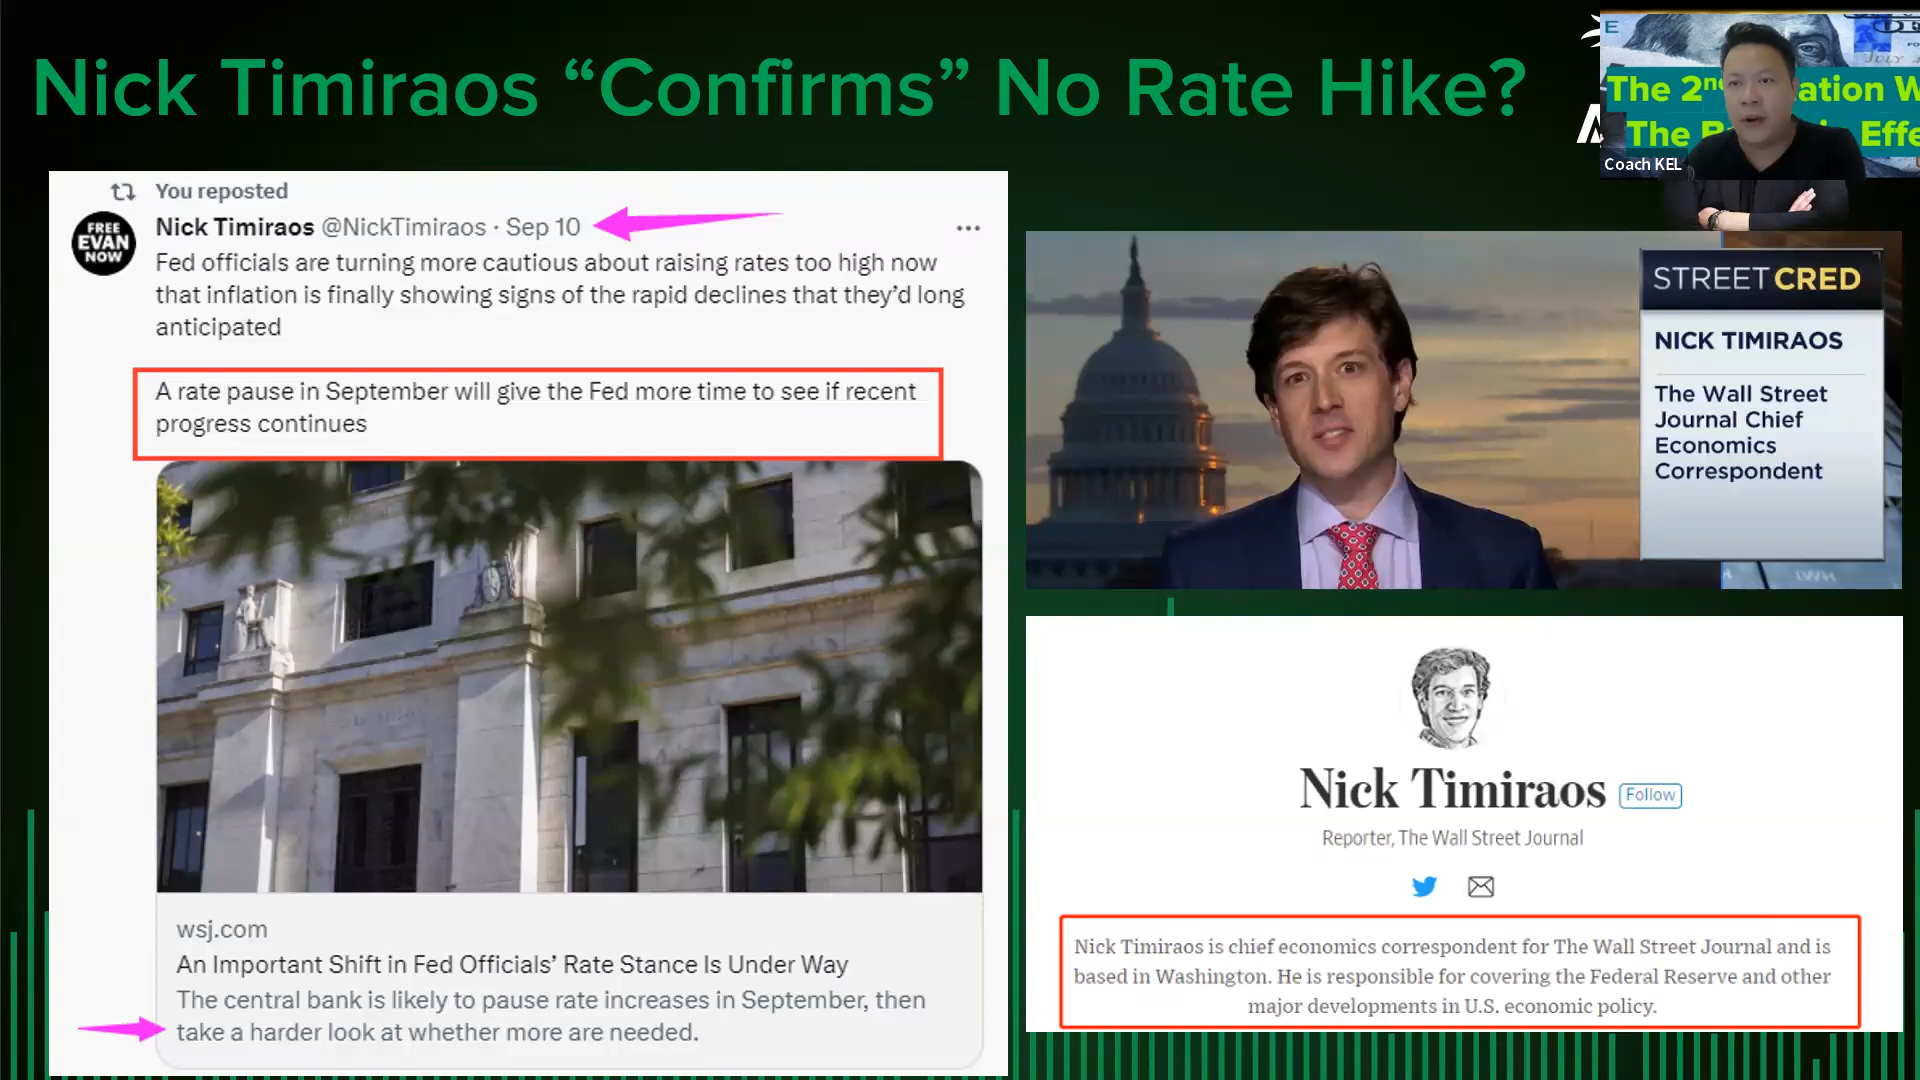 Nick Timiraos “Confirms” No Rate Hike?
E
The 2nd
ation W
The
Effe
Coach KEL
You reposted
FREE
EVAN
NOW
Nick Timiraos @NickTimiraos · Sep 10
Fed officials are turning more cautious about raising rates too high now
that inflation is finally showing signs of the rapid declines that they’d long
anticipated
A rate pause in September will give the Fed more time to see if recent
progress continues
wsj.com
An Important Shift in Fed Officials’ Rate Stance Is Under Way
The central bank is likely to pause rate increases in September, then
take a harder look at whether more are needed.
STREET CRED
NICK TIMIRAOS
The Wall Street
Journal Chief
Economics
Correspondent
Nick Timiraos
Follow
Reporter, The Wall Street Journal
Nick Timiraos is chief economics correspondent for The Wall Street Journal and is
based in Washington. He is responsible for covering the Federal Reserve and other
major developments in U.S. economic policy.